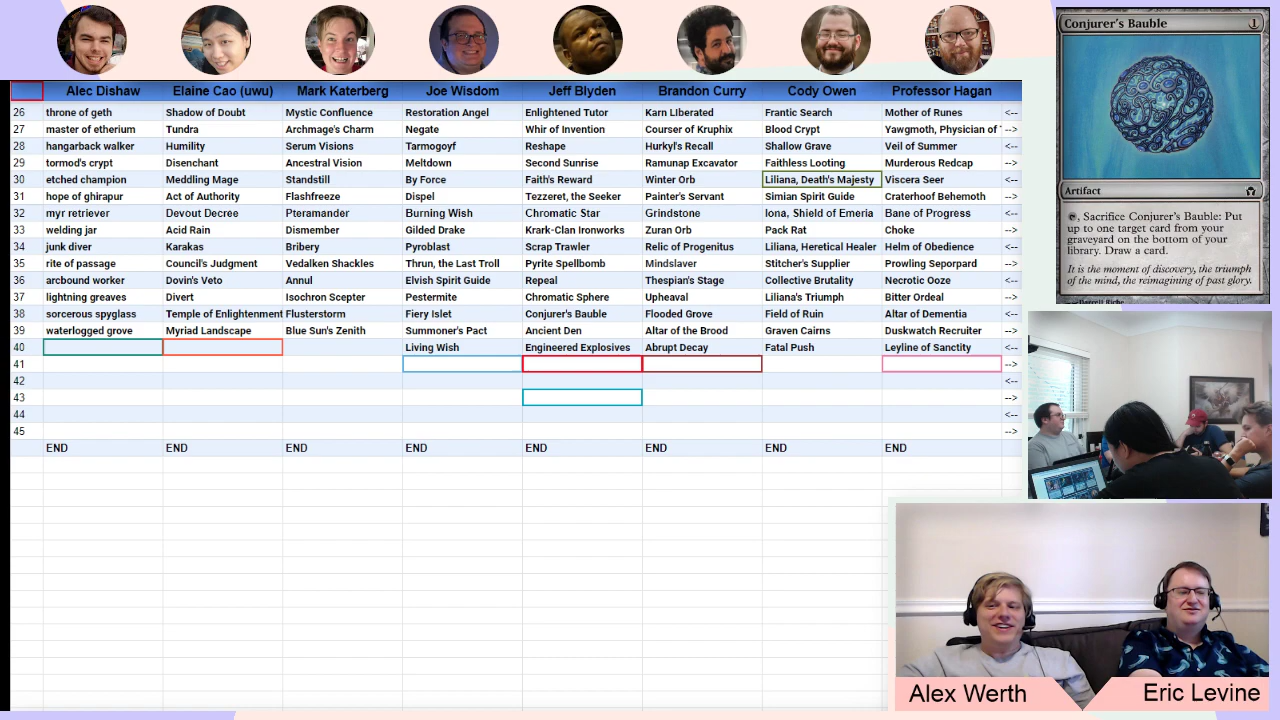 Alec Dishaw Elaine Cao (uwu) Mark Katerberg Joe Wisdom Jeff Blyden Brandon Curry Cody Owen Professor Hagan
26 throne of geth Shadow of Doubt Mystic Confluence Restoration Angel Enlightened Tutor Karn LIberated Frantic Search Mother of Runes <--
27 master of etherium Tundra Archmage's Charm Negate Whir of Invention Courser of Kruphix Blood Crypt Yawgmoth, Physician of -->
28 hangarback walker Humility Serum Visions Tarmogoyf Reshape Hurkyl's Recall Shallow Grave Veil of Summer <--
29 tormod's crypt Disenchant Ancestral Vision Meltdown Second Sunrise Ramunap Excavator Faithless Looting Murderous Redcap -->
30 etched champion Meddling Mage Standstill By Force Faith's Reward Winter Orb Liliana, Death's Majesty Viscera Seer <--
31 hope of ghirapur Act of Authority Flashfreeze Dispel Tezzeret, the Seeker Painter's Servant Simian Spirit Guide Craterhoof Behemoth -->
32 myr retriever Devout Decree Pteramander Burning Wish Chromatic Star Grindstone Iona, Shield of Emeria Bane of Progress <--
33 welding jar Acid Rain Dismember Gilded Drake Krark-Clan Ironworks Zuran Orb Pack Rat Choke -->
34 junk diver Karakas Bribery Pyroblast Scrap Trawler Relic of Progenitus Liliana, Heretical Healer Helm of Obedience <--
35 rite of passage Council's Judgment Vedalken Shackles Thrun, the Last Troll Pyrite Spellbomb Mindslaver Stitcher's Supplier Prowling Serpopard -->
36 arcbound worker Dovin's Veto Annul Elvish Spirit Guide Repeal Thespian's Stage Collective Brutality Necrotic Ooze <--
37 lightning greaves Divert Isochron Scepter Pestermite Chromatic Sphere Upheaval Liliana's Triumph Bitter Ordeal -->
38 sorcerous spyglass Temple of Enlightenment Flusterstorm Fiery Islet Conjurer's Bauble Flooded Grove Field of Ruin Altar of Dementia <--
39 waterlogged grove Myriad Landscape Blue Sun's Zenith Summoner's Pact Ancient Den Altar of the Brood Graven Cairns Duskwatch Recruiter -->
40 Living Wish Engineered Explosives Abrupt Decay Fatal Push Leyline of Sanctity <--
41 -->
42 <--
43 -->
44 <--
45 -->
END END END END END END END END
Conjurer's Bauble 1
Artifact
, Sacrifice Conjurer's Bauble: Put
up to one target card from your
graveyard on the bottom of your
library. Draw a card.
It is the moment of discovery, the triumph
of the mind, the reimagining of past glory.
Alex Werth
Eric Levine